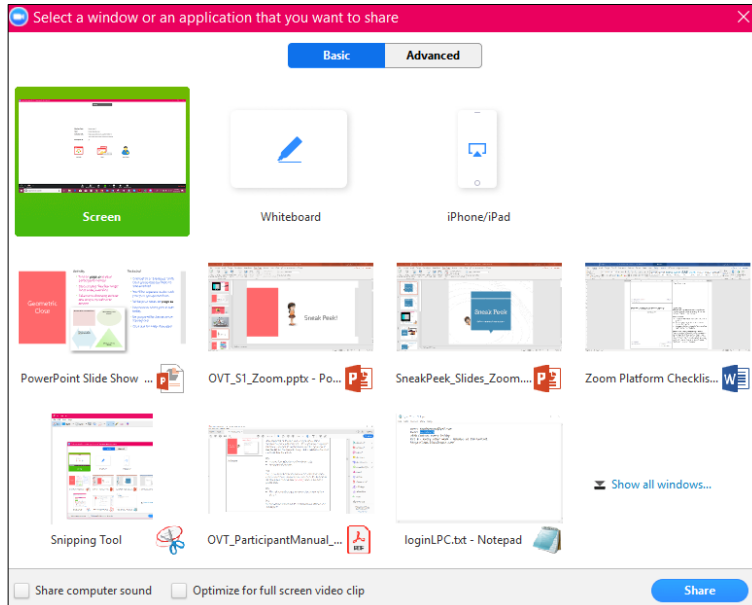 Select a window or an application that you want to share
Basic
Advanced
Screen
Whiteboard
iPhone/iPad
Geometric
Close
Sneak Peek!
Sneak Peek
PowerPoint Slide Show ...
OVT_S1_Zoom.pptx - Po...
SneakPeek_Slides_Zoom....
Zoom Platform Checklis...
Snipping Tool
OVT_ParticipantManual_...
PDF
loginLPC.txt - Notepad
Show all windows...
Share computer sound
Optimize for full screen video clip
Share